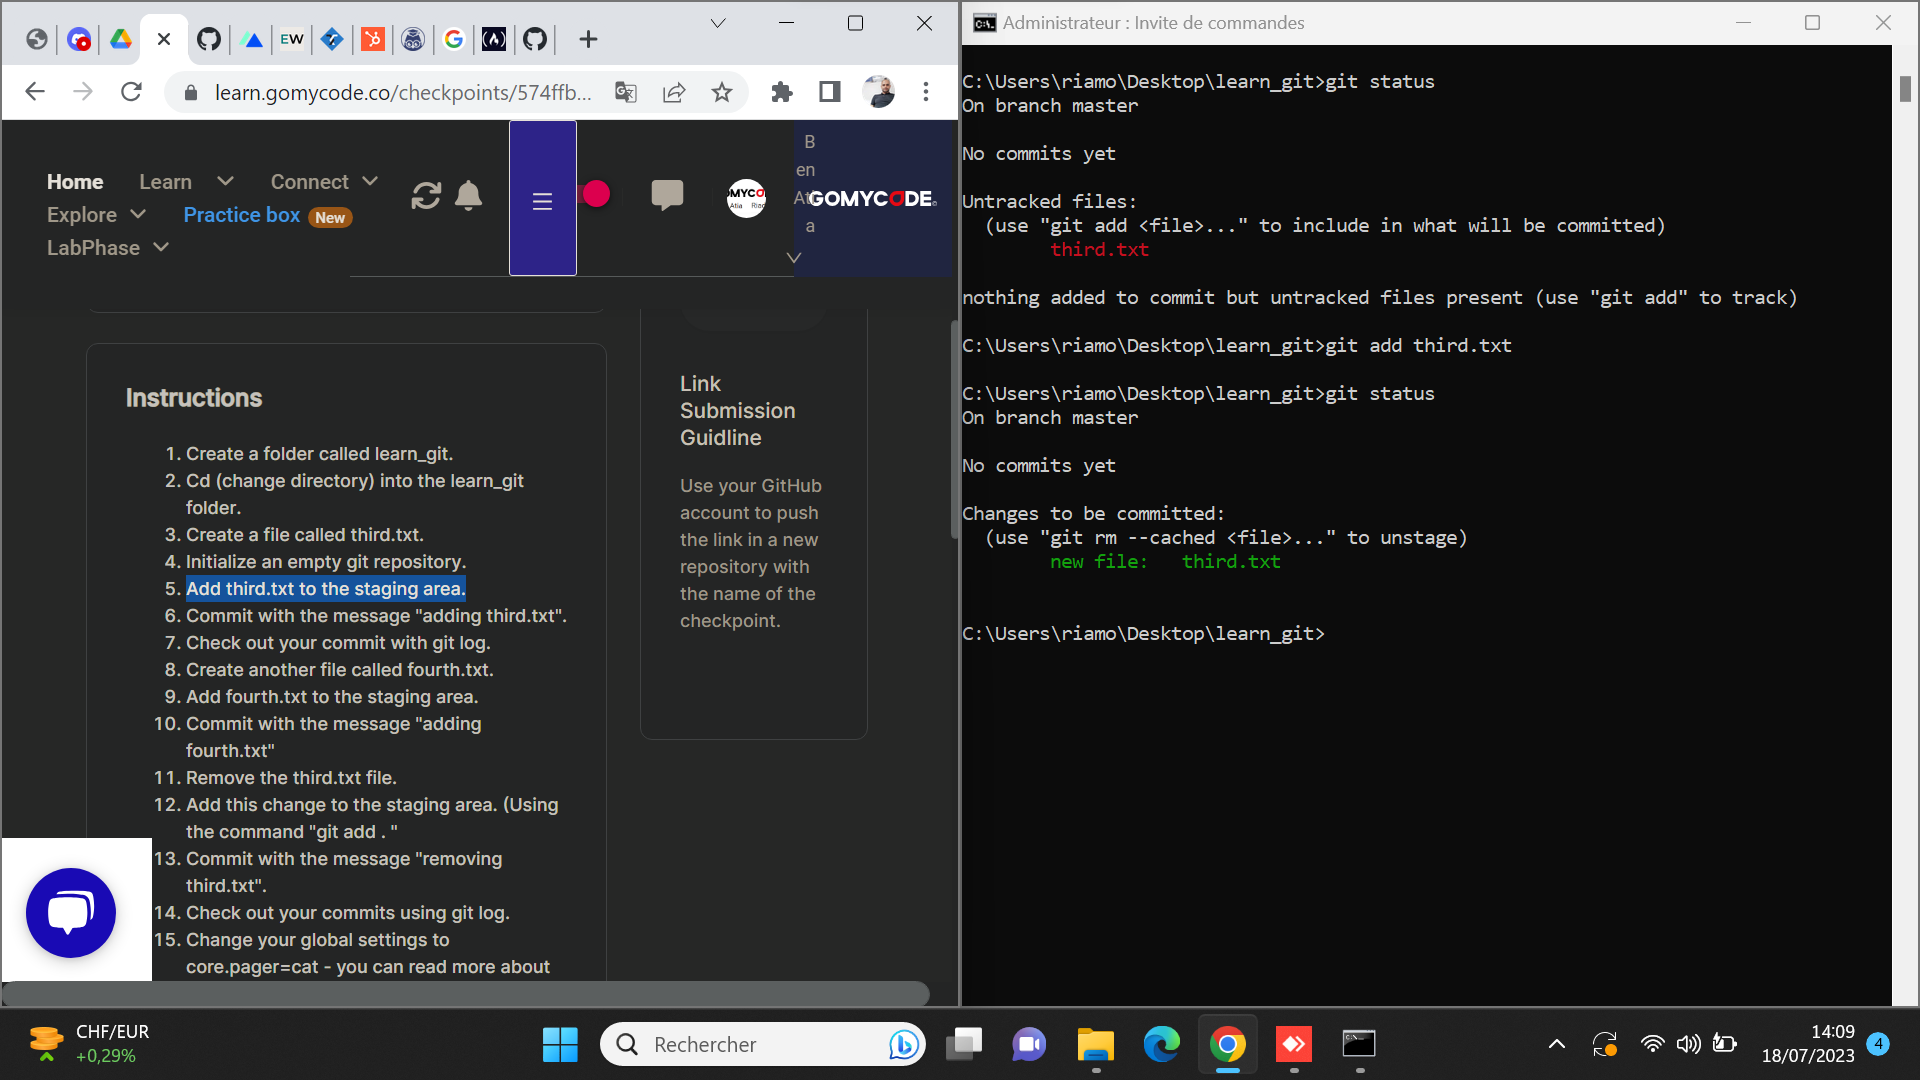 EW
learn.gomycode.co/checkpoints/574ffb...
Home
Learn
Connect
Explore
Practice box
New
LabPhase
MYCO
Atia
B
en
Ati
a
GOMYCODE
Instructions
1. Create a folder called learn_git.
2. Cd (change directory) into the learn_git
folder.
3. Create a file called third.txt.
4. Initialize an empty git repository.
5. Add third.txt to the staging area.
6. Commit with the message "adding third.txt".
7. Check out your commit with git log.
8. Create another file called fourth.txt.
9. Add fourth.txt to the staging area.
10. Commit with the message "adding
fourth.txt"
11. Remove the third.txt file.
12. Add this change to the staging area. (Using
the command "git add . "
13. Commit with the message "removing
third.txt".
14. Check out your commits using git log.
15. Change your global settings to
core.pager=cat - you can read more about
Link
Submission
Guidline
Use your GitHub
account to push
the link in a new
repository with
the name of the
checkpoint.
Administrateur : Invite de commandes
C:\Users\riamo\Desktop\learn_git>git status
On branch master
No commits yet
Untracked files:
(use "git add <file>..." to include in what will be committed)
third.txt
nothing added to commit but untracked files present (use "git add" to track)
C:\Users\riamo\Desktop\learn_git>git add third.txt
C:\Users\riamo\Desktop\learn_git>git status
On branch master
No commits yet
Changes to be committed:
(use "git rm --cached <file>..." to unstage)
new file:   third.txt
C:\Users\riamo\Desktop\learn_git>
CHF/EUR
+0,29%
Rechercher
14:09
18/07/2023
4